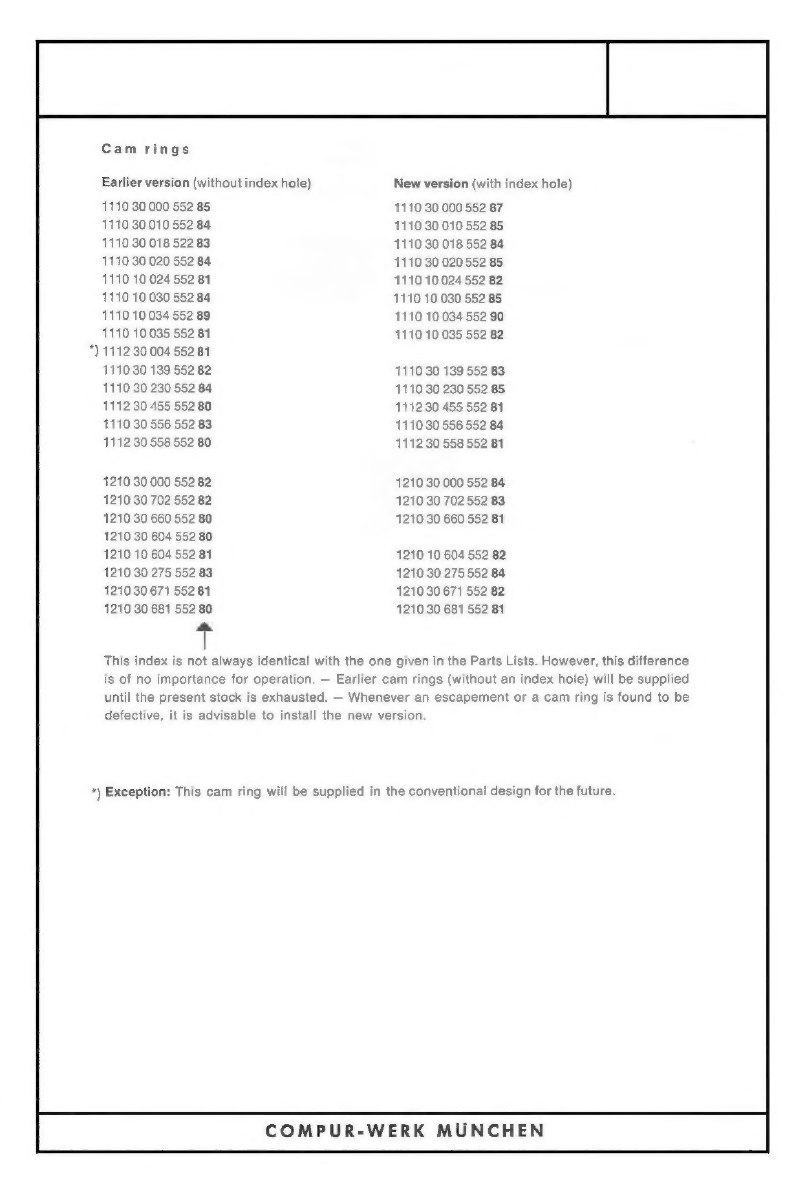 Cam rings
Earlier version (without index hole) New version (with index hole)
1110 30 000 552 85 1110 30 000 552 87
1110 30 010 552 84 1110 30 010 552 85
1110 30 018 522 83 1110 30 018 552 84
1110 30 020 552 84 1110 30 020 552 85
1110 10 024 552 81 1110 10 024 552 82
1110 10 030 552 84 1110 10 030 552 85
1110 10 034 552 89 1110 10 034 552 90
1110 10 035 552 81 1110 10 035 552 82
*) 1112 30 004 552 81
1110 30 139 552 82 1110 30 139 552 83
1110 30 230 552 84 1110 30 230 552 85
1112 30 455 552 80 1112 30 455 552 81
1110 30 556 552 83 1110 30 556 552 84
1112 30 558 552 80 1112 30 558 552 81
1210 30 000 552 82 1210 30 000 552 84
1210 30 702 552 82 1210 30 702 552 83
1210 30 660 552 80 1210 30 660 552 81
1210 30 604 552 80
1210 10 604 552 81 1210 10 604 552 82
1210 30 275 552 83 1210 30 275 552 84
1210 30 671 552 81 1210 30 671 552 82
1210 30 681 552 80 1210 30 681 552 81
This index is not always identical with the one given in the Parts Lists. However, this difference
is of no importance for operation. — Earlier cam rings (without an index hole) will be supplied
until the present stock is exhausted. — Whenever an escapement or a cam ring is found to be
defective, it is advisable to install the new version.
*) Exception: This cam ring will be supplied in the conventional design for the future.
COMPUR-WERK MÜNCHEN